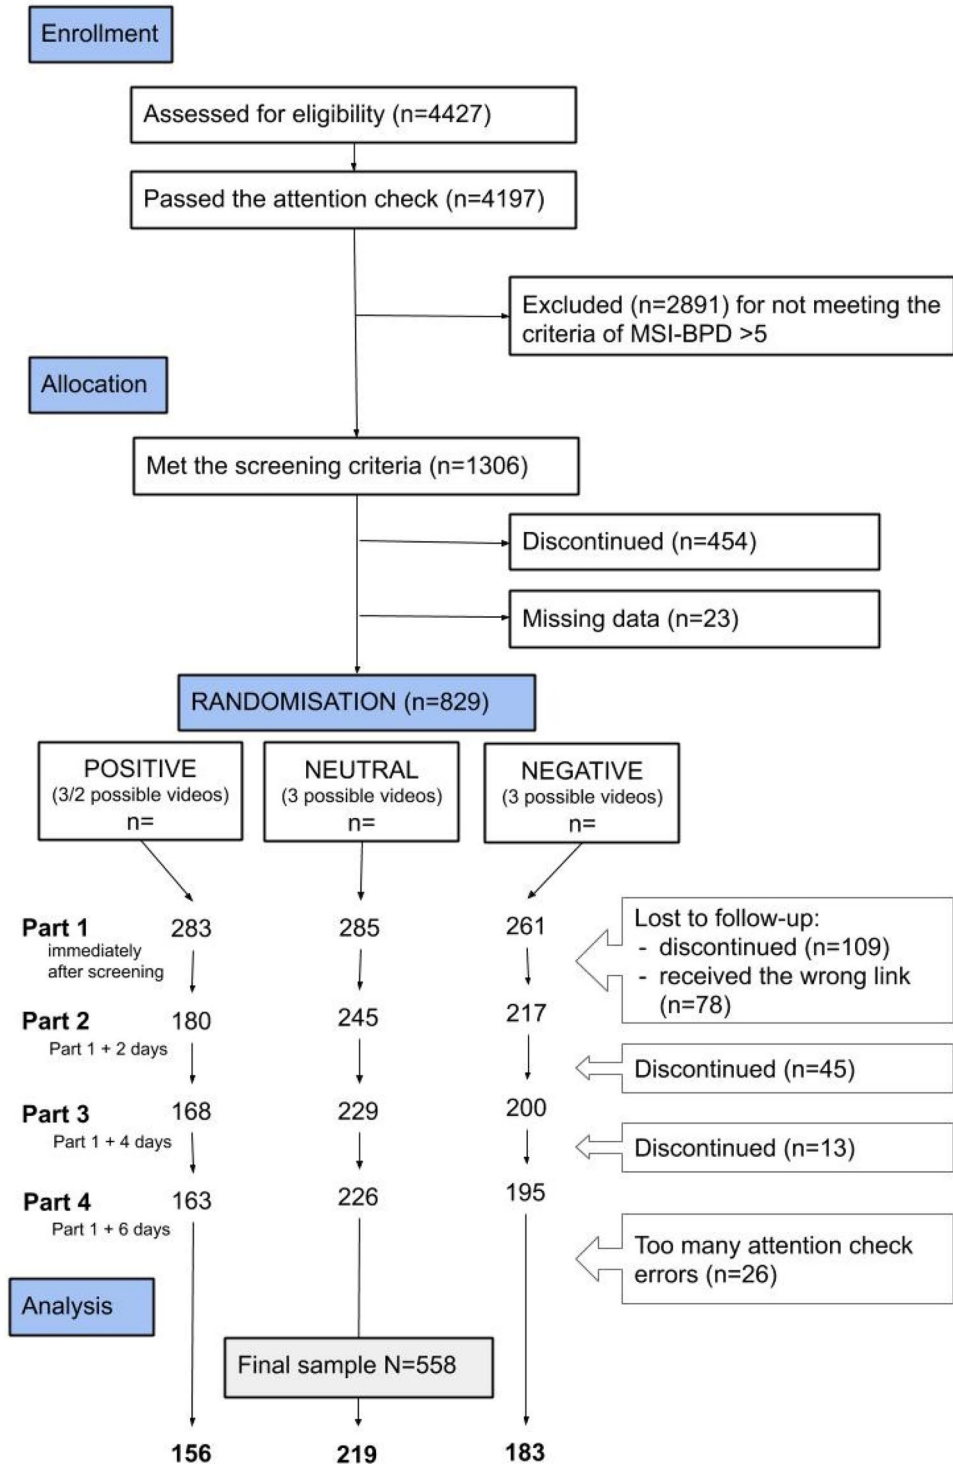 Enrollment
Assessed for eligibility (n=4427)
Passed the attention check (n=4197)
Excluded (n=2891) for not meeting the
criteria of MSI-BPD >5
Allocation
Met the screening criteria (n=1306)
Discontinued (n=454)
Missing data (n=23)
RANDOMISATION (n=829)
POSITIVE
(3/2 possible videos)
n=
NEUTRAL
(3 possible videos)
n=
NEGATIVE
(3 possible videos)
n=
Part 1 283 285 261
immediately
after screening
Lost to follow-up:
- discontinued (n=109)
- received the wrong link
(n=78)
Part 2 180 245 217
Part 1 + 2 days
Discontinued (n=45)
Part 3 168 229 200
Part 1 + 4 days
Discontinued (n=13)
Part 4 163 226 195
Part 1 + 6 days
Too many attention check
errors (n=26)
Analysis
Final sample N=558
156 219 183